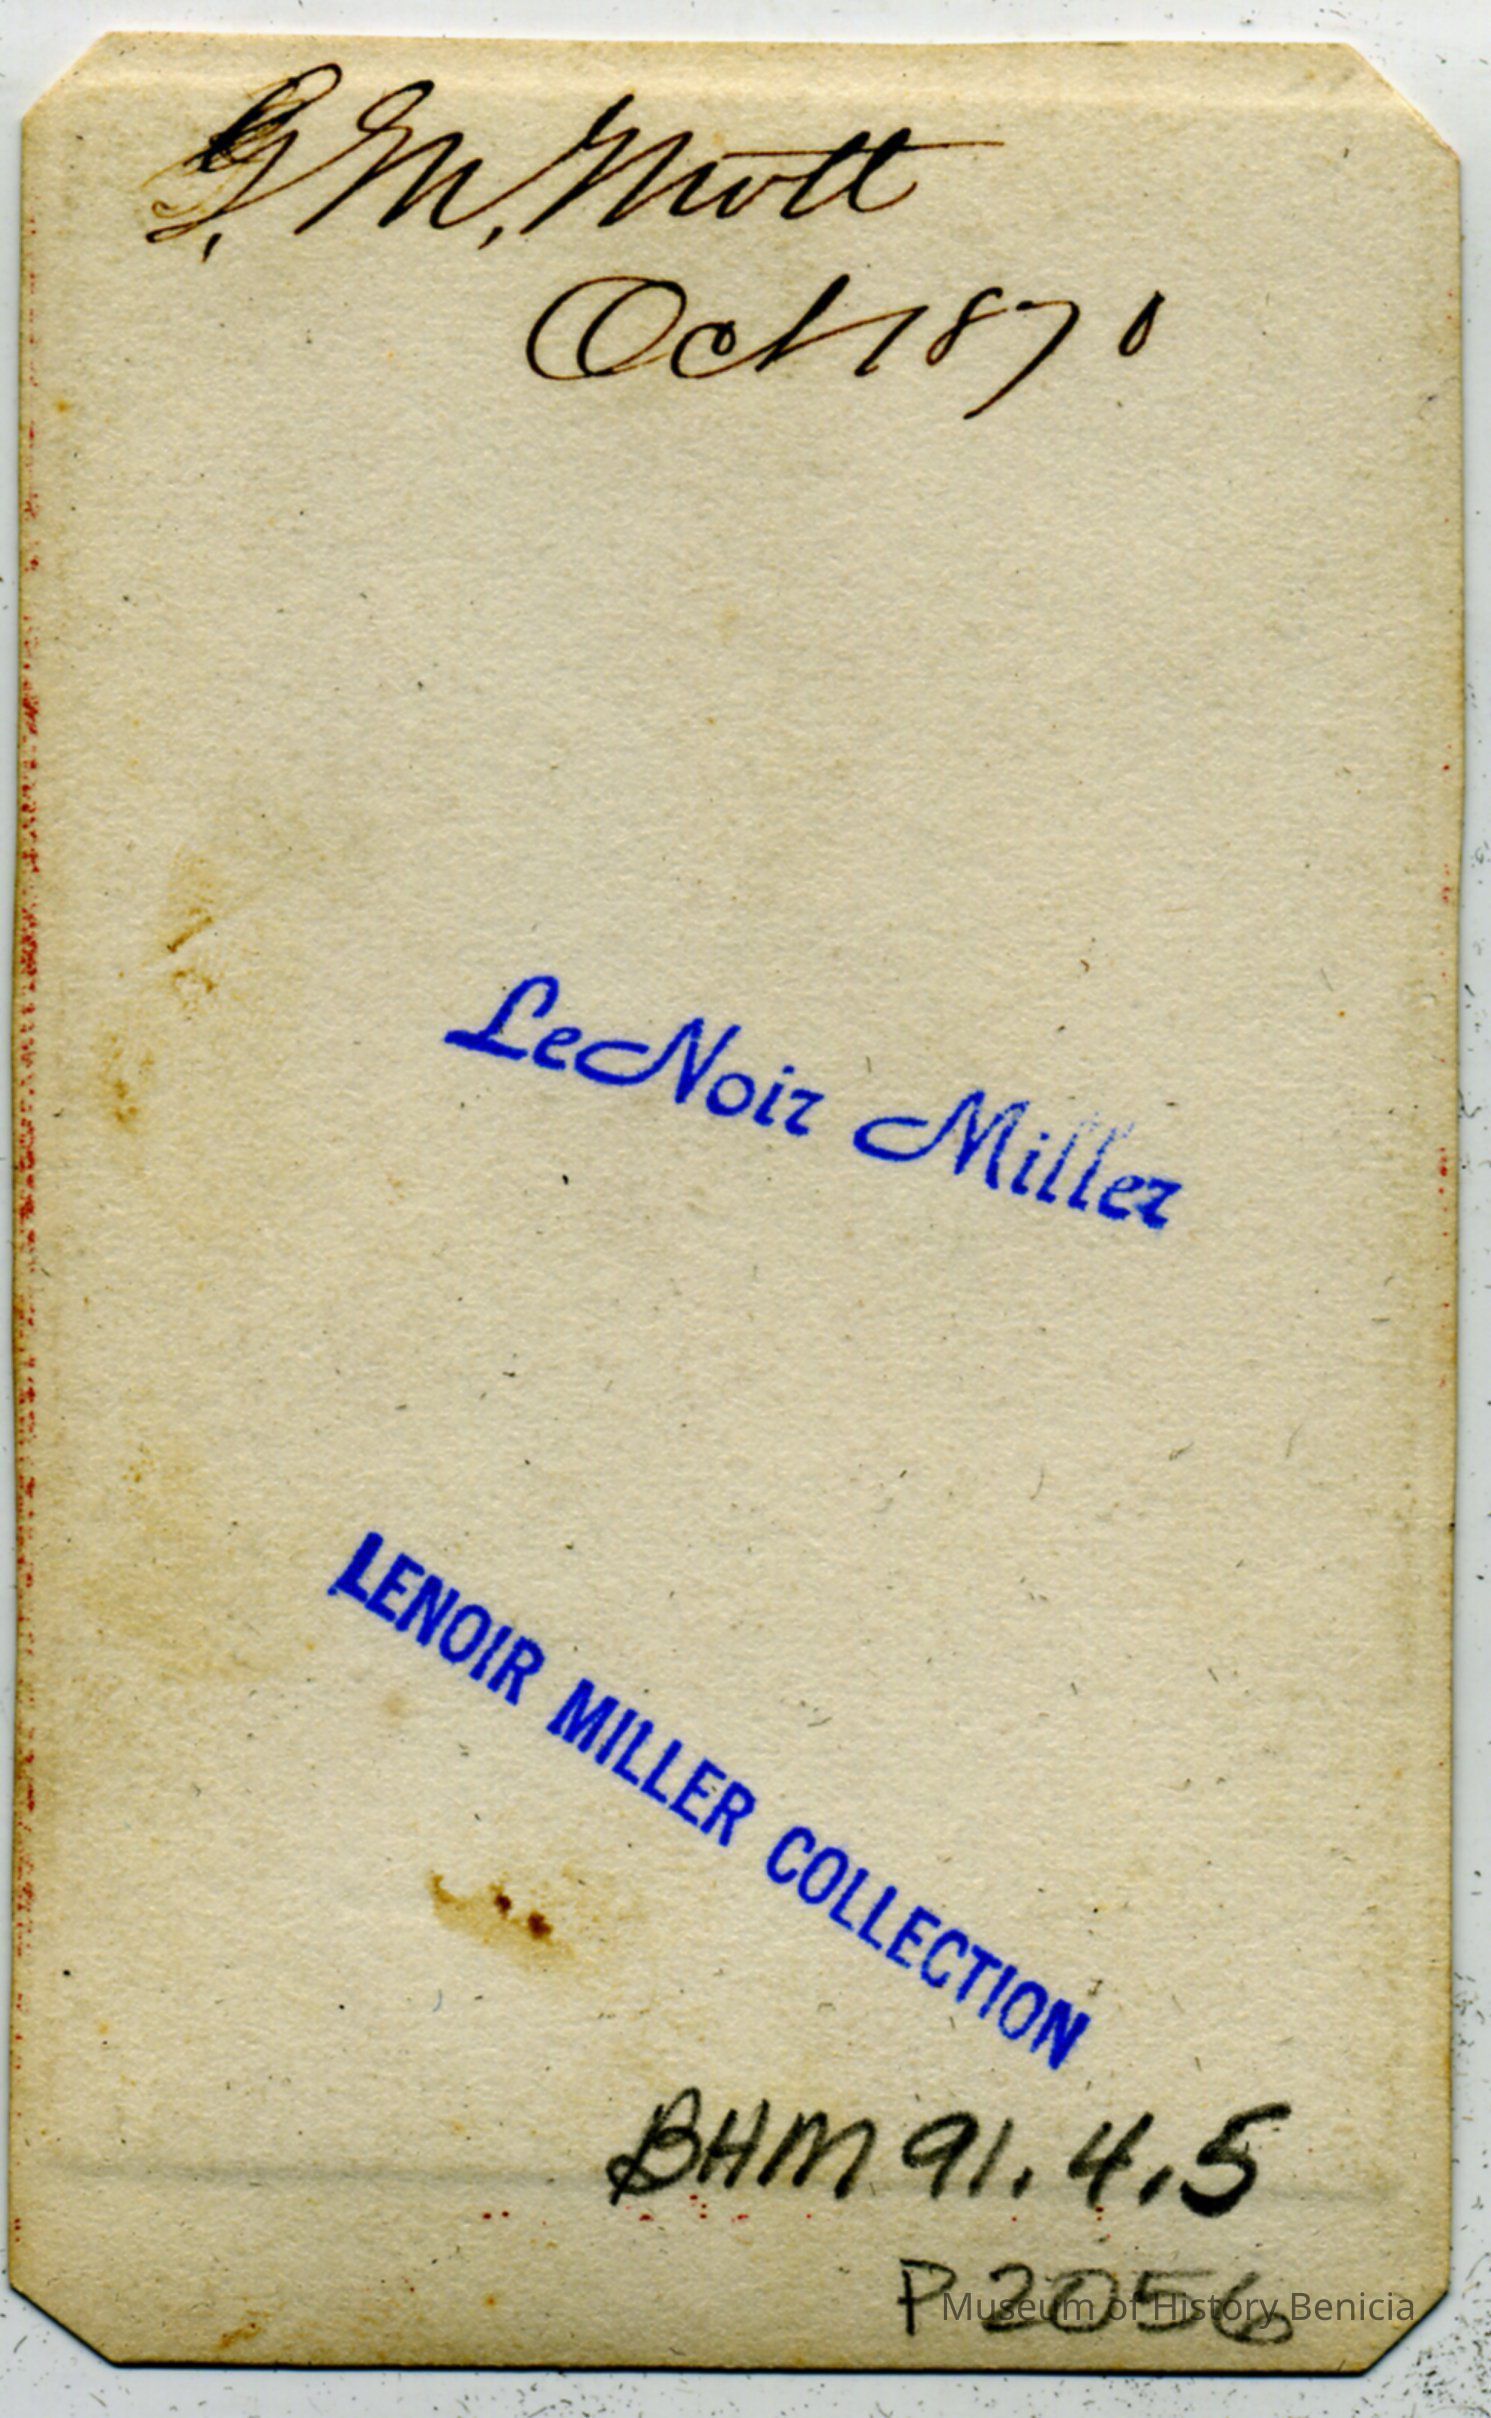 G. M. Mott
Oct 1870
LeNoir Miller
LENOIR MILLER COLLECTION
BHM 91.4.5
P2056
Museum of History Benicia